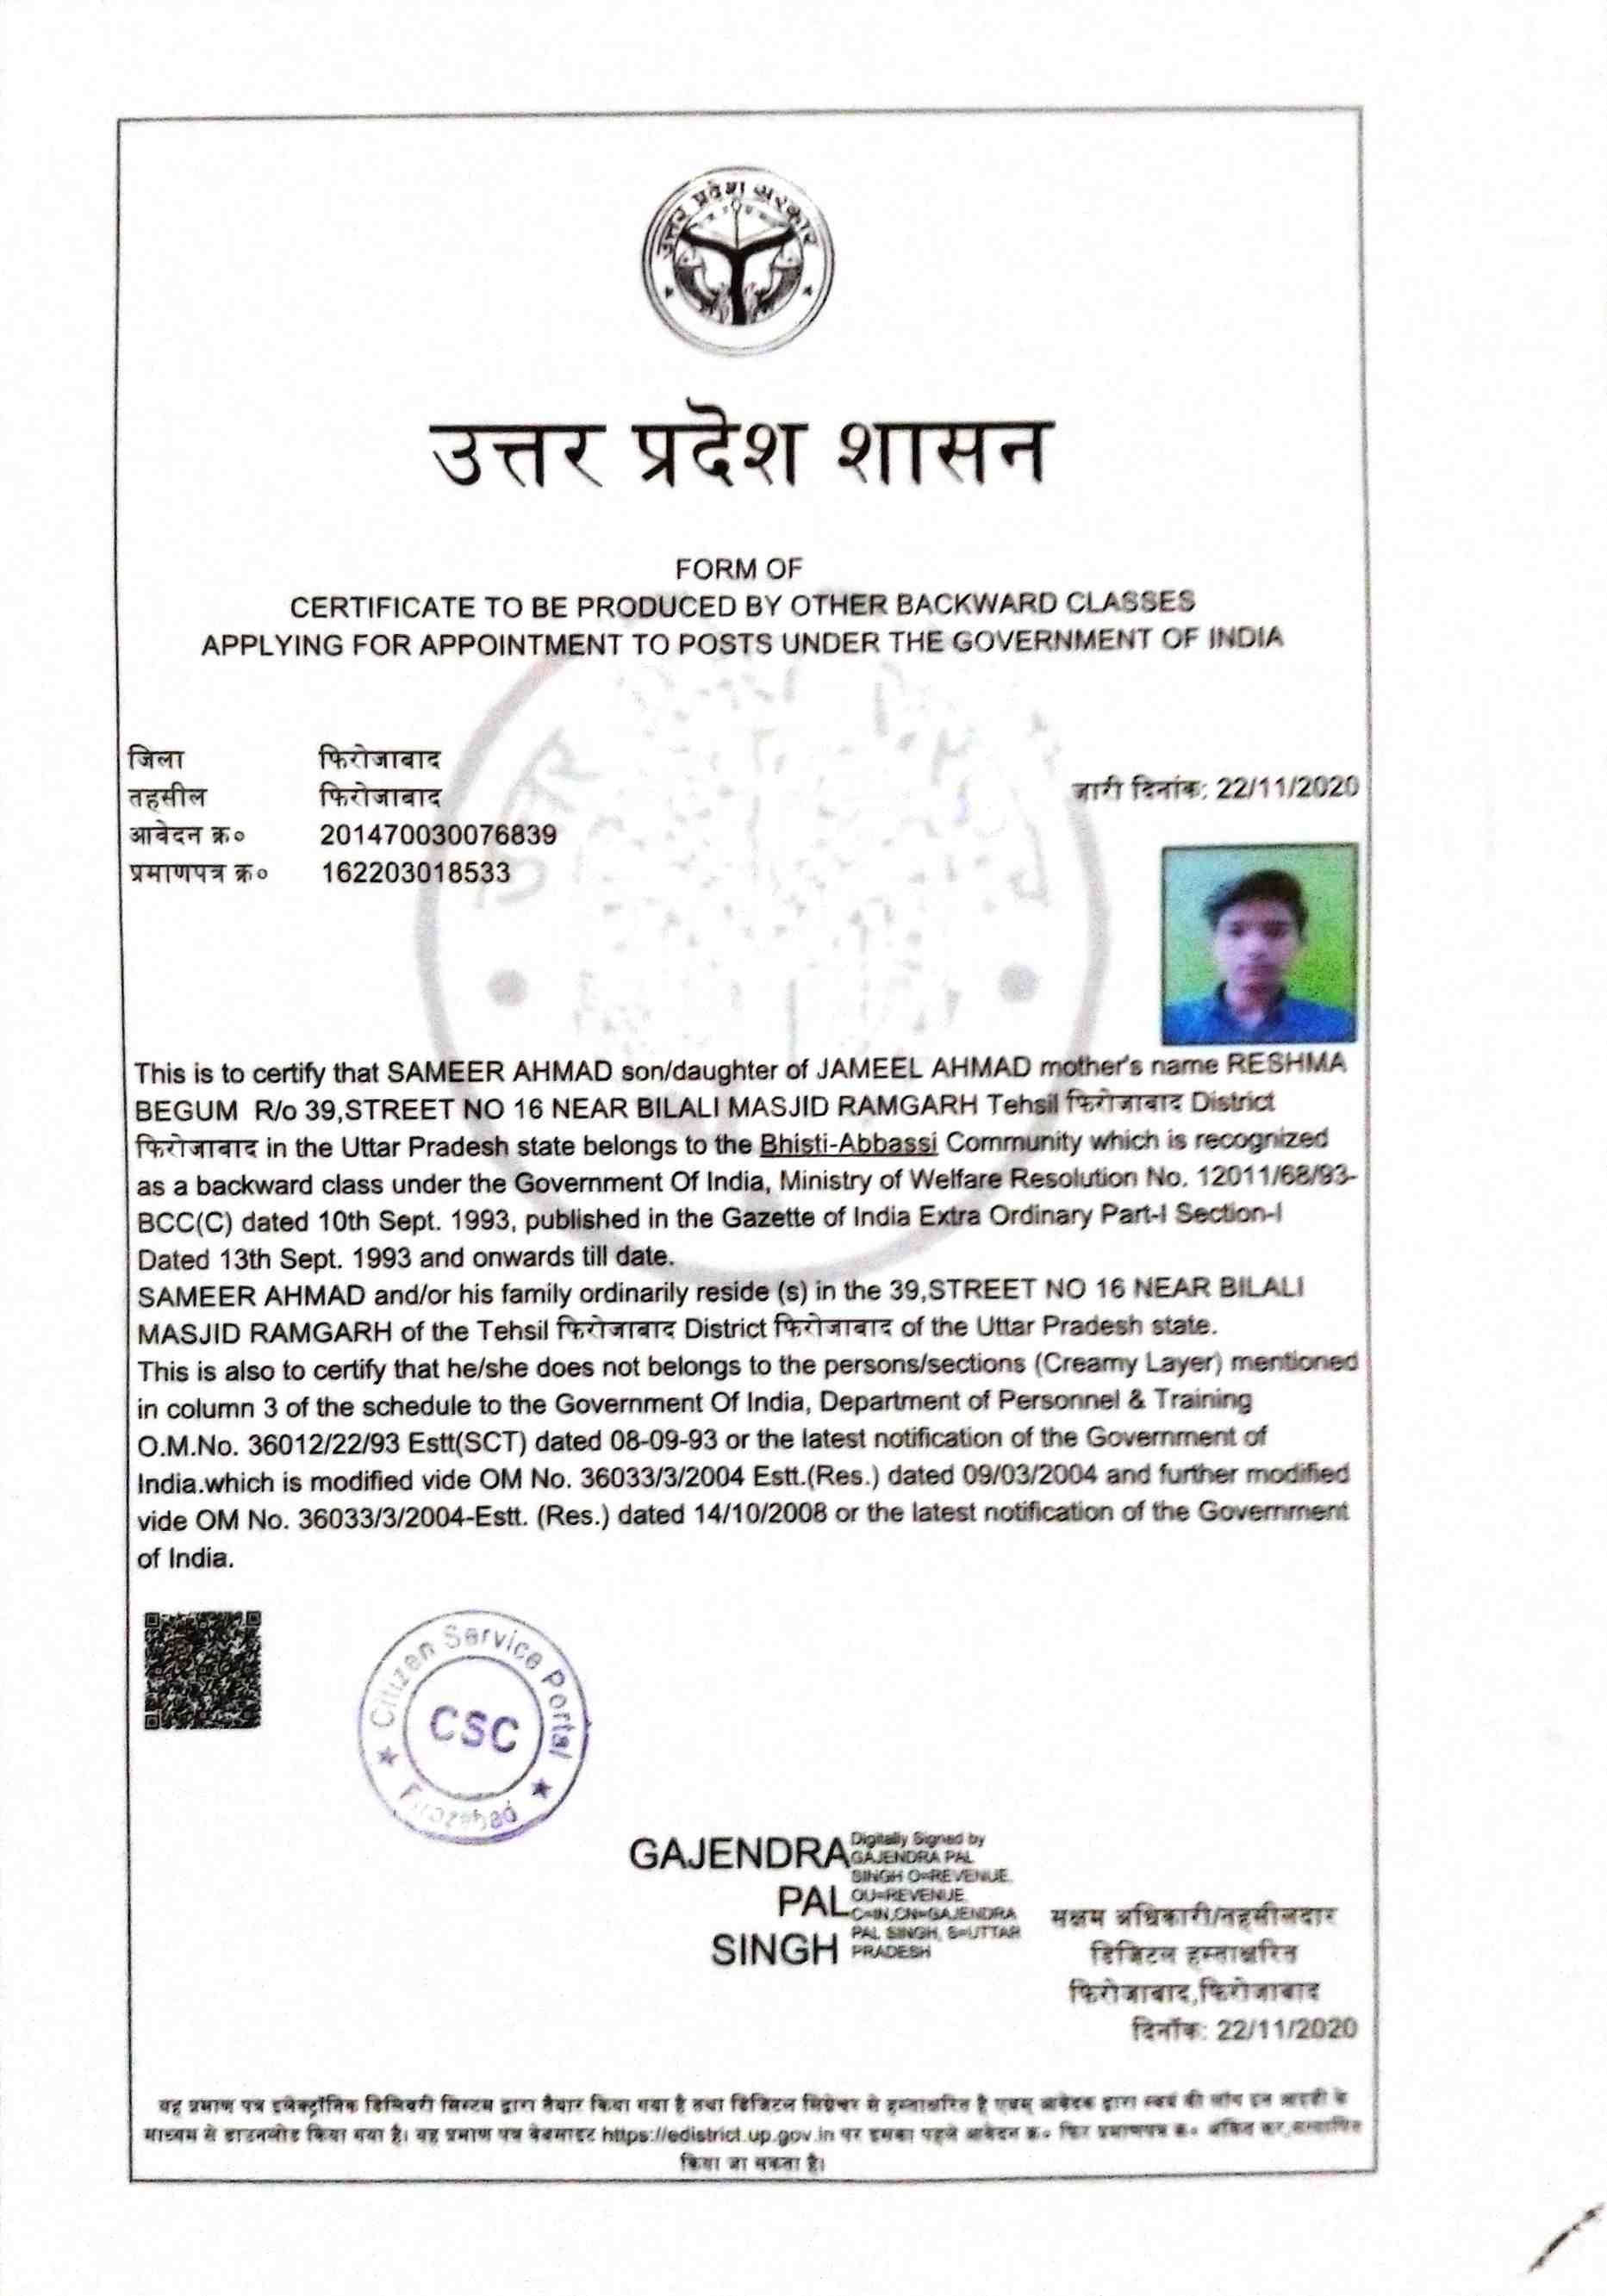 उत्तर प्रदेश सरकार
उत्तर प्रदेश शासन
FORM OF
CERTIFICATE TO BE PRODUCED BY OTHER BACKWARD CLASSES
APPLYING FOR APPOINTMENT TO POSTS UNDER THE GOVERNMENT OF INDIA
जिला फिरोजाबाद
तहसील फिरोजाबाद
जारी दिनांक: 22/11/2020
आवेदन क्र० 201470030076839
प्रमाणपत्र क्र० 162203018533
This is to certify that SAMEER AHMAD son/daughter of JAMEEL AHMAD mother's name RESHMA
BEGUM R/o 39,STREET NO 16 NEAR BILALI MASJID RAMGARH Tehsil फिरोजाबाद District
फिरोजाबाद in the Uttar Pradesh state belongs to the Bhisti-Abbassi Community which is recognized
as a backward class under the Government Of India, Ministry of Welfare Resolution No. 12011/68/93-
BCC(C) dated 10th Sept. 1993, published in the Gazette of India Extra Ordinary Part-I Section-I
Dated 13th Sept. 1993 and onwards till date.
SAMEER AHMAD and/or his family ordinarily reside (s) in the 39,STREET NO 16 NEAR BILALI
MASJID RAMGARH of the Tehsil फिरोजाबाद District फिरोजाबाद of the Uttar Pradesh state.
This is also to certify that he/she does not belongs to the persons/sections (Creamy Layer) mentioned
in column 3 of the schedule to the Government Of India, Department of Personnel & Training
O.M.No. 36012/22/93 Estt(SCT) dated 08-09-93 or the latest notification of the Government of
India.which is modified vide OM No. 36033/3/2004 Estt.(Res.) dated 09/03/2004 and further modified
vide OM No. 36033/3/2004-Estt. (Res.) dated 14/10/2008 or the latest notification of the Government
of India.
Citizen Service Portal
CSC
Firozabad
GAJENDRA
PAL
SINGH
Digitally Signed by
GAJENDRA PAL
SINGH O=REVENUE,
OU=REVENUE,
C=IN,CN=GAJENDRA
PAL SINGH, S=UTTAR
PRADESH
सक्षम अधिकारी/तहसीलदार
डिजिटल हस्ताक्षरित
फिरोजाबाद,फिरोजाबाद
दिनाँक: 22/11/2020
यह प्रमाण पत्र इलेक्ट्रॉनिक डिलिवरी सिस्टम द्वारा तैयार किया गया है तथा डिजिटल सिग्नेचर से हस्ताक्षरित है एवम् आवेदक द्वारा स्वयं की लॉग इन आइडी के
माध्यम से डाउनलोड किया गया है। यह प्रमाण पत्र वेबसाइट https://edistrict.up.gov.in पर इसका पहले आवेदन क्र० फिर प्रमाणपत्र क्र० अंकित कर,सत्यापित
किया जा सकता है।